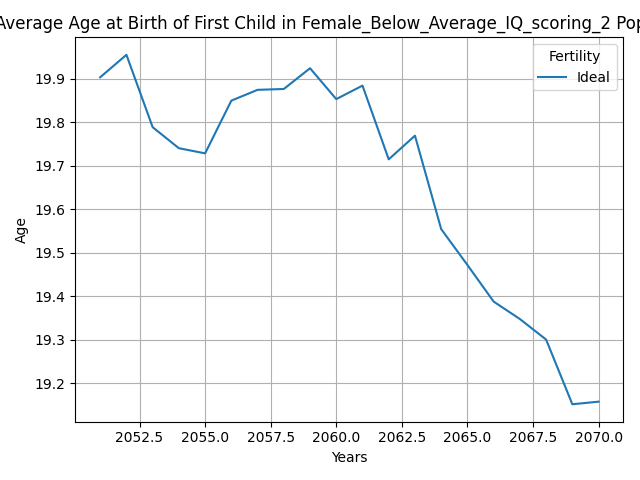 Average Age at Birth of First Child in Female_Below_Average_IQ_scoring_2
Fertility
Ideal
19.9
19.8
19.7
19.6
19.5
19.4
19.3
19.2
Age
2052.5 2055.0 2057.5 2060.0 2062.5 2065.0 2067.5 2070.0
Years